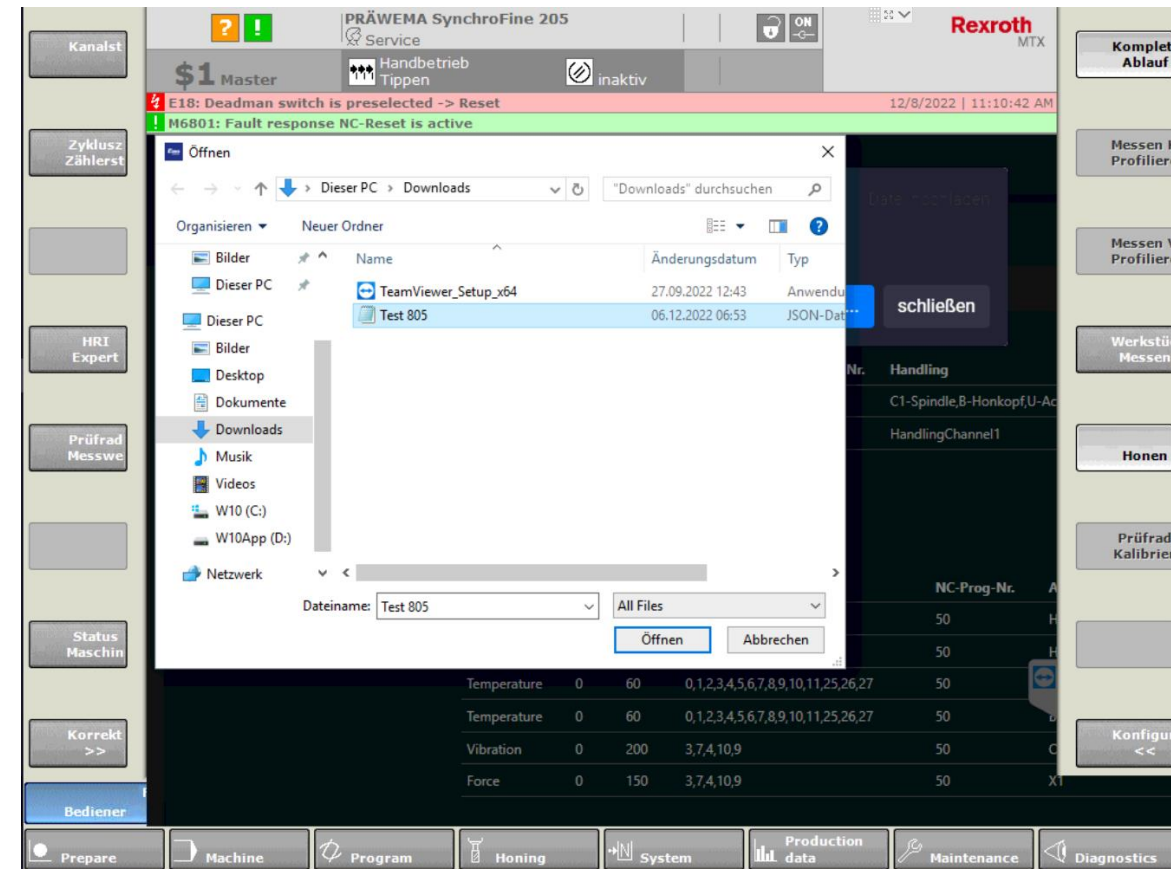 PRÄWEMA SynchroFine 205
Service
ON
Rexroth
MTX
$1 Master
Handbetrieb
Tippen
inaktiv
E18: Deadman switch is preselected -> Reset
12/8/2022 | 11:10:42 AM
M6801: Fault response NC-Reset is active
Kanalst
Zyklusz
Zählerst
HRI
Expert
Prüfrad
Messwe
Status
Maschin
Korrekt
>>
Bediener
Öffnen
Dieser PC > Downloads
"Downloads" durchsuchen
Organisieren
Neuer Ordner
Bilder
Dieser PC
Dieser PC
Bilder
Desktop
Dokumente
Downloads
Musik
Videos
W10 (C:)
W10App (D:)
Netzwerk
Name Änderungsdatum Typ
TeamViewer_Setup_x64 27.09.2022 12:43 Anwendu
Test 805 06.12.2022 06:53 JSON-Dat
Dateiname: Test 805
All Files
Öffnen
Abbrechen
...
schließen
Nr. Handling
C1-Spindle,B-Honkopf,U-Ac
HandlingChannel1
NC-Prog-Nr. A
50 H
50 H
Temperature 0 60 0,1,2,3,4,5,6,7,8,9,10,11,25,26,27 50
Temperature 0 60 0,1,2,3,4,5,6,7,8,9,10,11,25,26,27 50
Vibration 0 200 3,7,4,10,9 50 C
Force 0 150 3,7,4,10,9 50 X1
Komplet
Ablauf
Messen
Profilier
Messen V
Profilier
Werkstü
Messen
Honen
Prüfrad
Kalibrie
Konfigu
<<
Prepare
Machine
Program
Honing
System
Production
data
Maintenance
Diagnostics